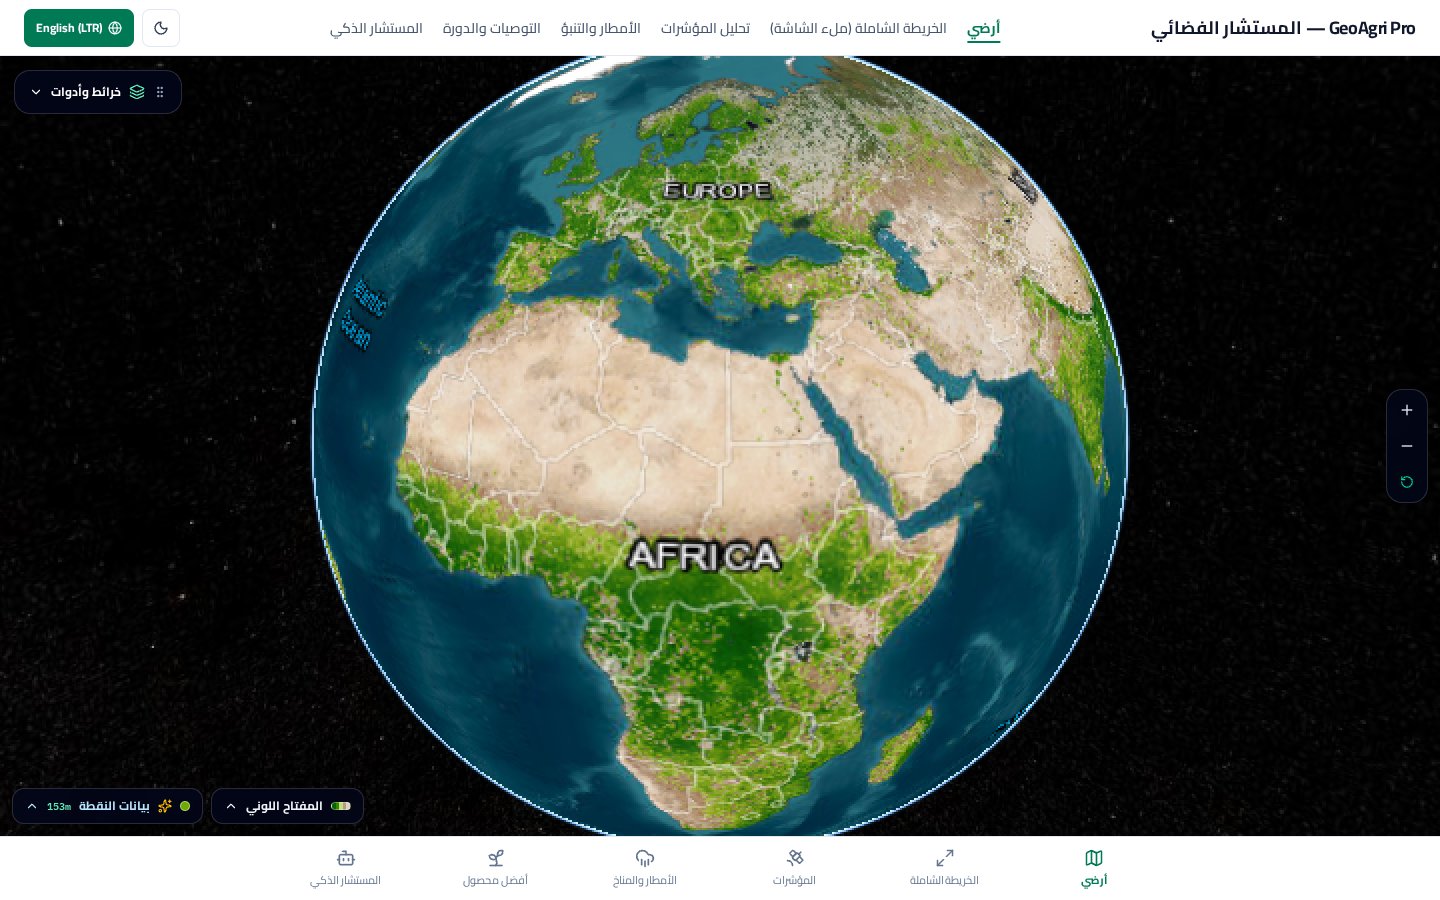 GeoAgri Pro — المستشار الفضائي
أرضي
الخريطة الشاملة (ملء الشاشة)
تحليل المؤشرات
الأمطار والتنبؤ
التوصيات والدورة
المستشار الذكي
English (LTR)
خرائط وأدوات
EUROPE
AFRICA
المفتاح اللوني
بيانات النقطة 153m
أرضي
الخريطة الشاملة
المؤشرات
الأمطار والمناخ
أفضل محصول
المستشار الذكي